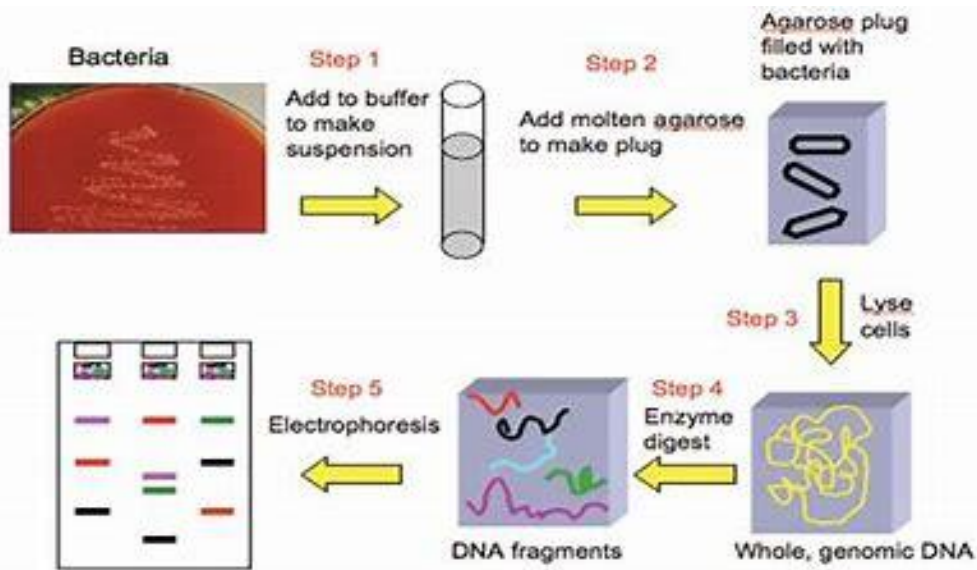 Bacteria
Step 1
Add to buffer
to make
suspension
Step 2
Add molten agarose
to make plug
Agarose plug
filled with
bacteria
Step 3
Lyse
cells
Whole, genomic DNA
Step 4
Enzyme
digest
DNA fragments
Step 5
Electrophoresis